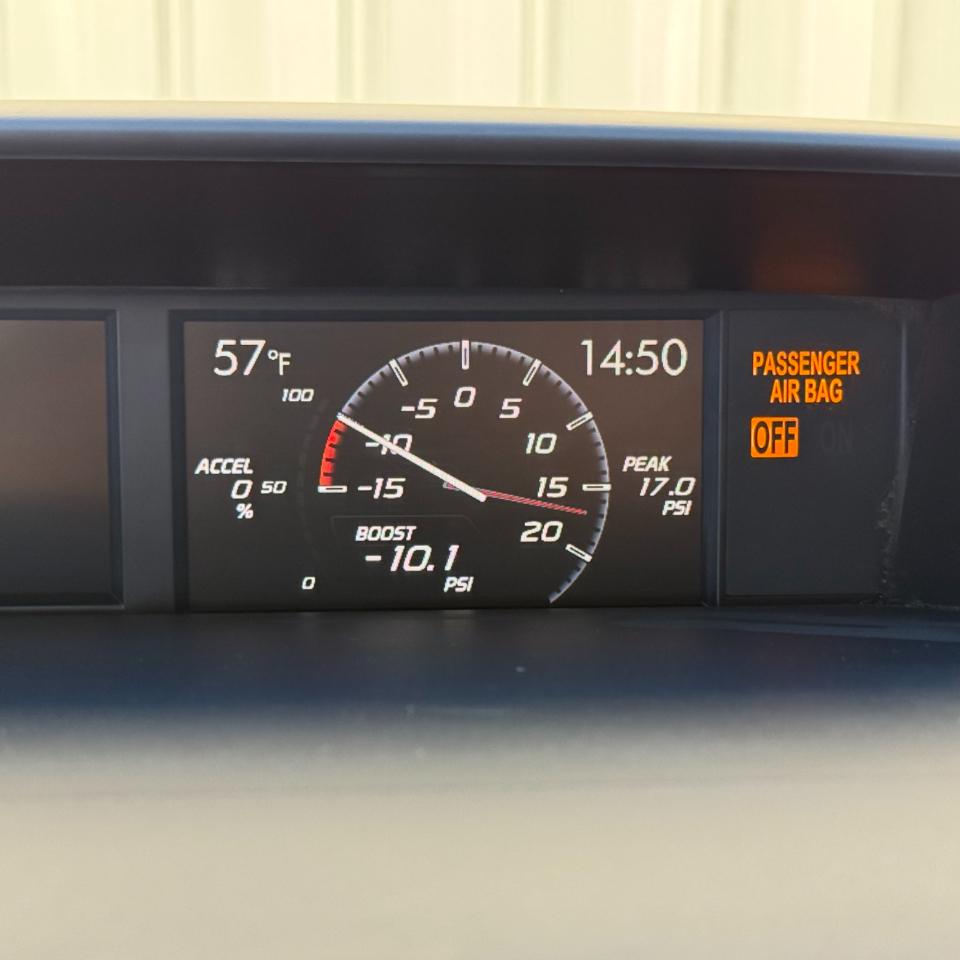 57°F
14:50
100
-5 0 5
-10 10
ACCEL
0 50
%
-15 15
PEAK
17.0
PSI
20
BOOST
-10.1
PSI
0
PASSENGER
AIR BAG
OFF ON